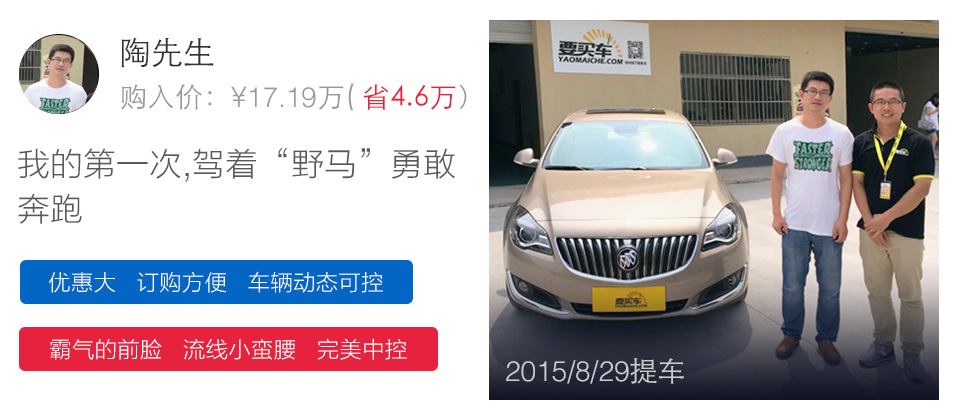 陶先生
购入价：¥17.19万(省4.6万)
我的第一次,驾着“野马”勇敢
奔跑
优惠大 订购方便 车辆动态可控
霸气的前脸 流线小蛮腰 完美中控
要买车
YAOMAICHE.COM
FASTER
STRONGER
要买车
YAOMAICHE.COM
2015/8/29提车